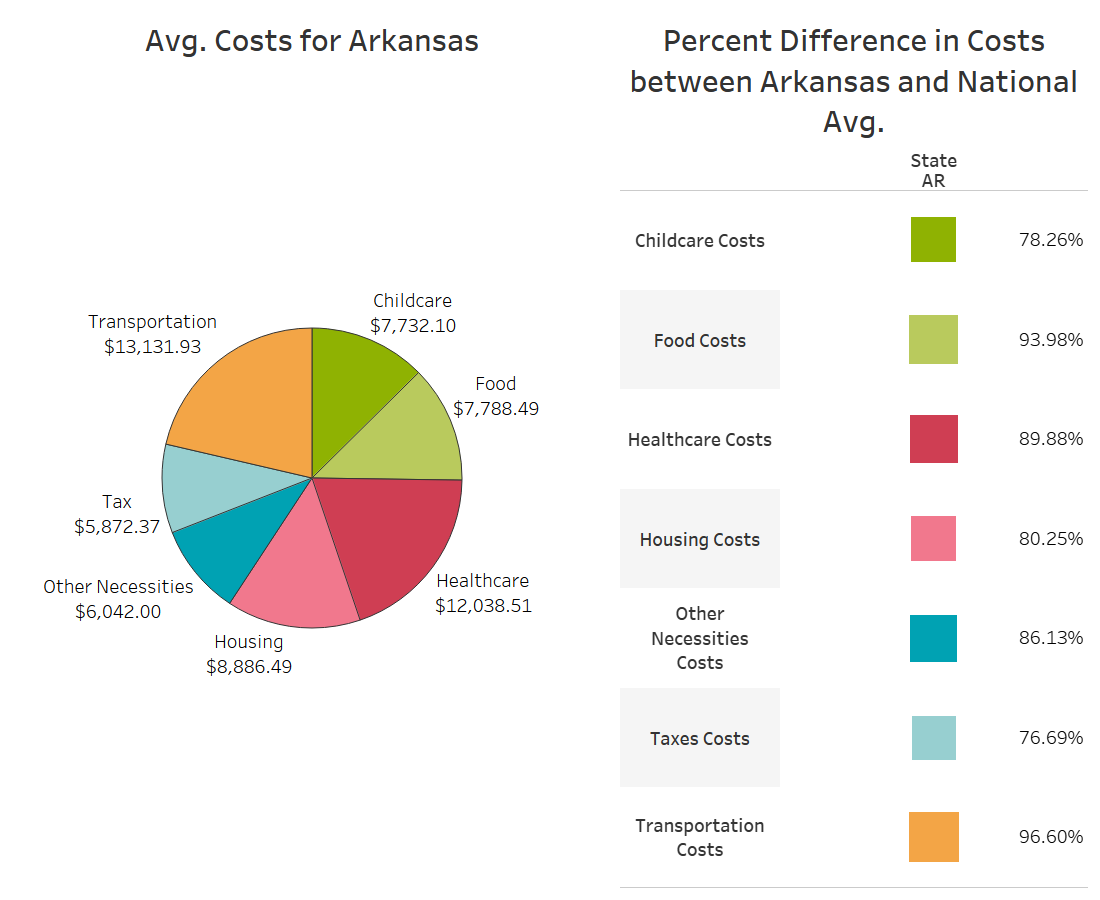 Avg. Costs for Arkansas
Childcare
$7,732.10
Food
$7,788.49
Healthcare
$12,038.51
Housing
$8,886.49
Other Necessities
$6,042.00
Tax
$5,872.37
Transportation
$13,131.93
Percent Difference in Costs
between Arkansas and National
Avg.
State
AR
Childcare Costs
78.26%
Food Costs
93.98%
Healthcare Costs
89.88%
Housing Costs
80.25%
Other
Necessities
Costs
86.13%
Taxes Costs
76.69%
Transportation
Costs
96.60%